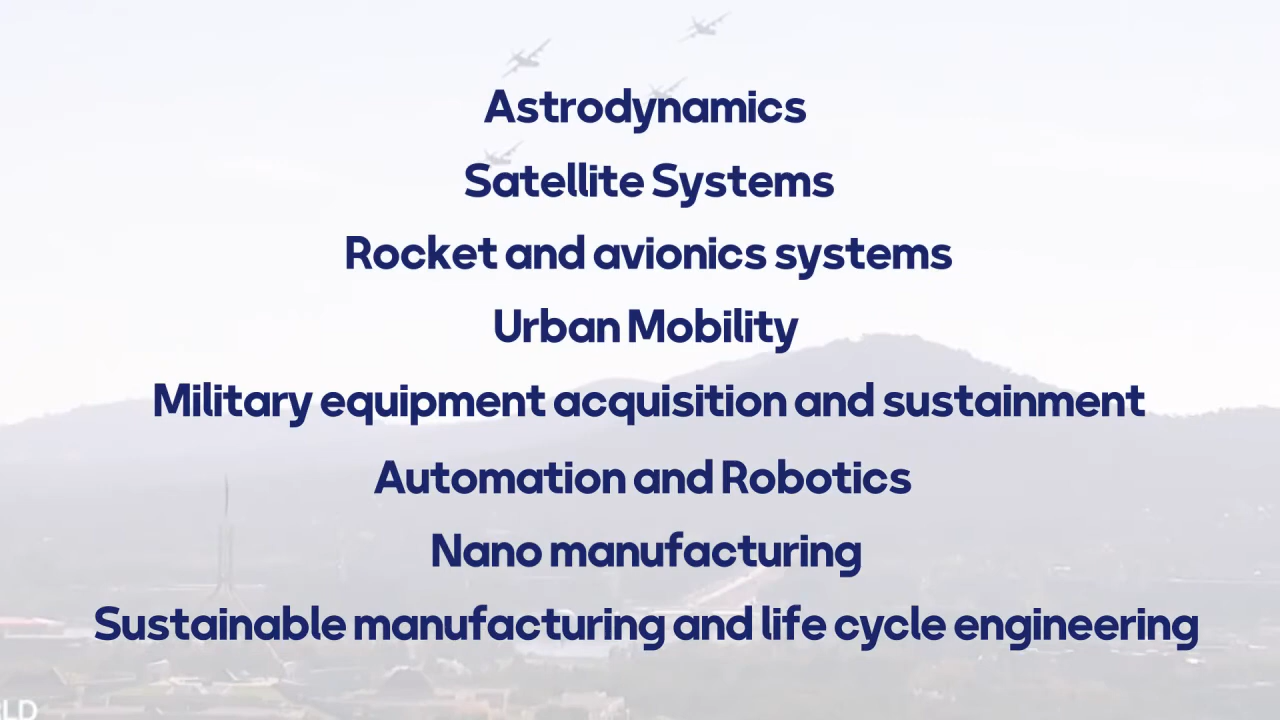 Astrodynamics
Satellite Systems
Rocket and avionics systems
Urban Mobility
Military equipment acquisition and sustainment
Automation and Robotics
Nano manufacturing
Sustainable manufacturing and life cycle engineering